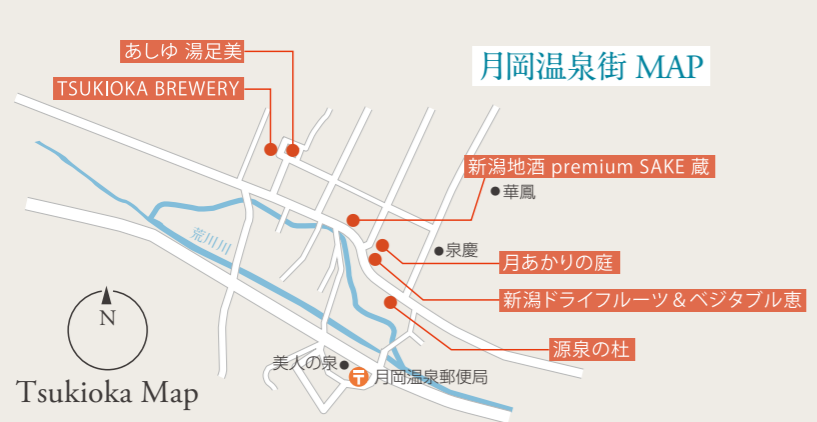 あしゆ 湯足美
月岡温泉街 MAP
TSUKIOKA BREWERY
新潟地酒 premium SAKE 蔵
華鳳
荒川川
泉慶
月あかりの庭
新潟ドライフルーツ＆ベジタブル恵
N
源泉の杜
美人の泉
月岡温泉郵便局
Tsukioka Map